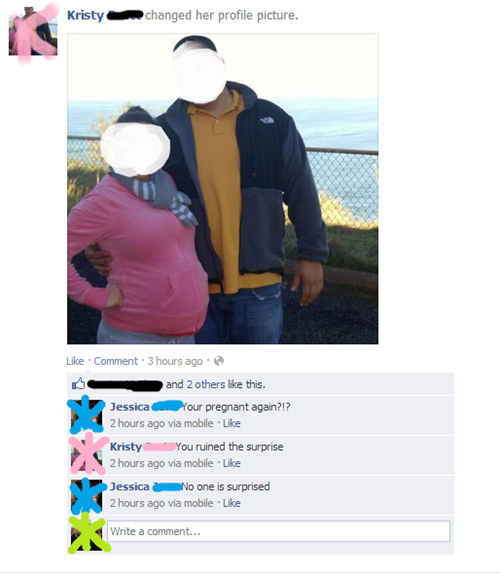 Kristy changed her profile picture.
Like · Comment · 3 hours ago ·
and 2 others like this.
Jessica Your pregnant again?!?
2 hours ago via mobile · Like
Kristy You ruined the surprise
2 hours ago via mobile · Like
Jessica No one is surprised
2 hours ago via mobile · Like
Write a comment...